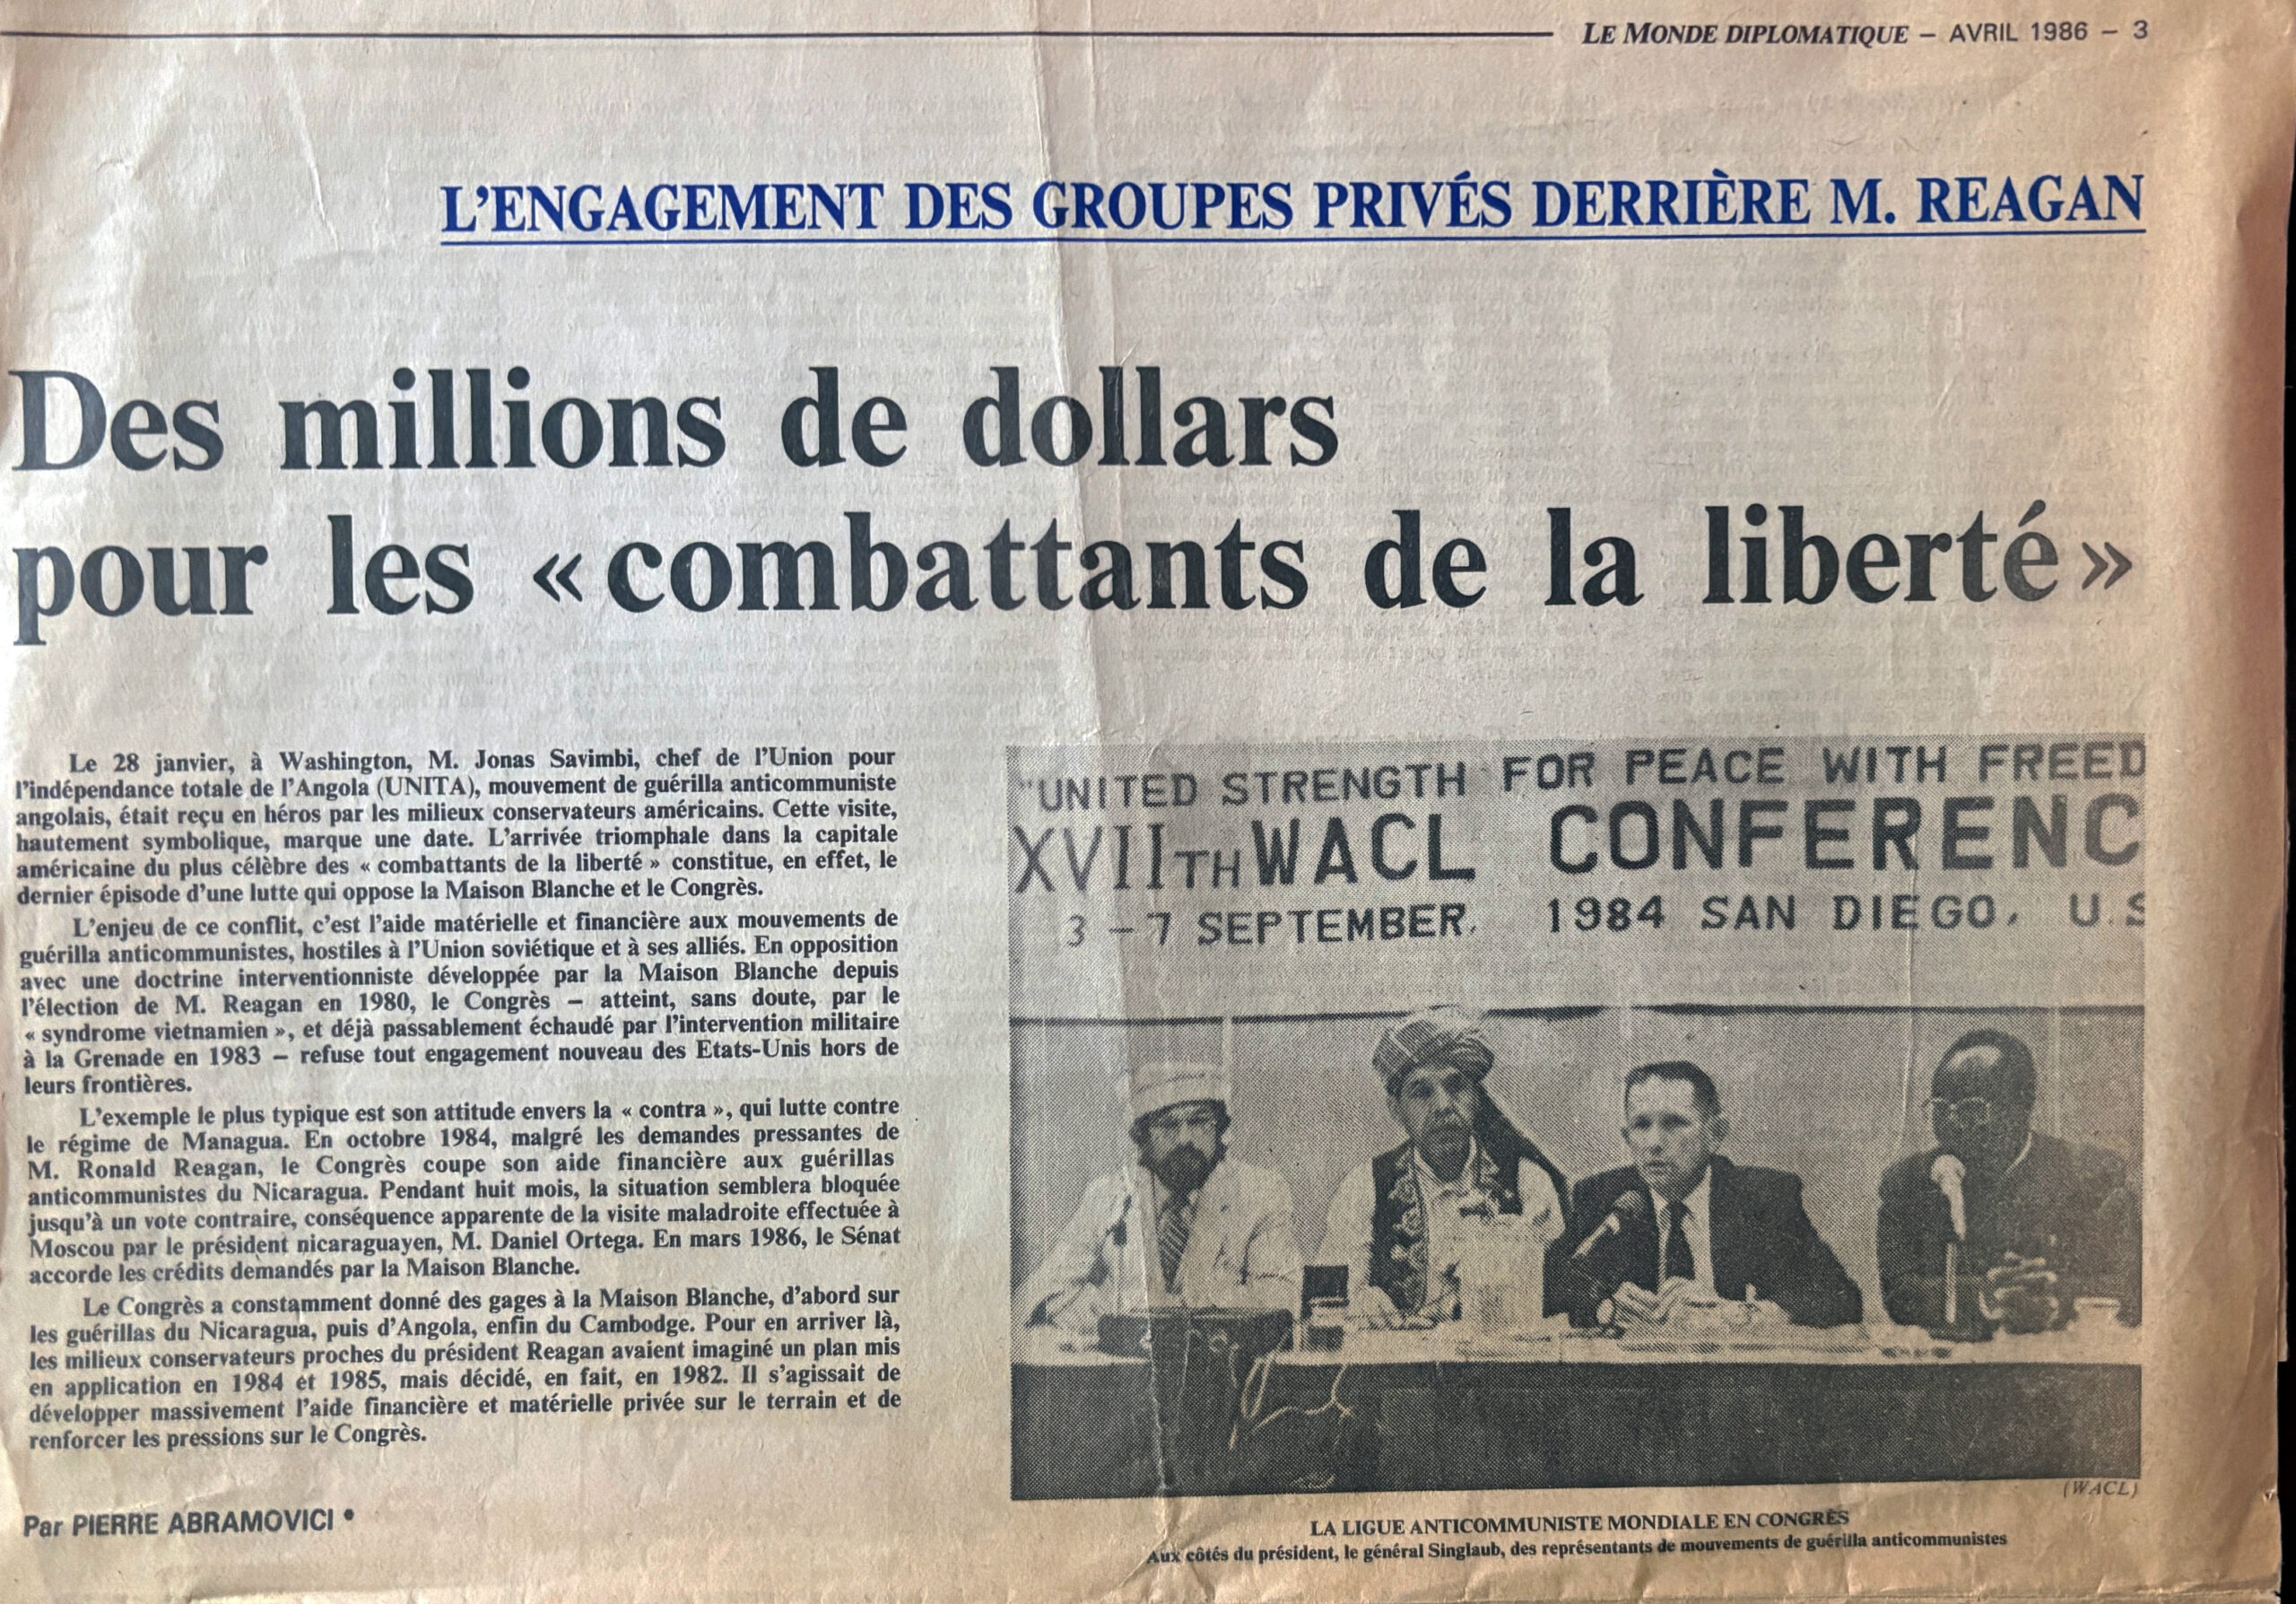 LE MONDE DIPLOMATIQUE – AVRIL 1986 – 3
L'ENGAGEMENT DES GROUPES PRIVÉS DERRIÈRE M. REAGAN
Des millions de dollars
pour les « combattants de la liberté »
Le 28 janvier, à Washington, M. Jonas Savimbi, chef de l'Union pour
l'indépendance totale de l'Angola (UNITA), mouvement de guérilla anticommuniste
angolais, était reçu en héros par les milieux conservateurs américains. Cette visite,
hautement symbolique, marque une date. L'arrivée triomphale dans la capitale
américaine du plus célèbre des « combattants de la liberté » constitue, en effet, le
dernier épisode d'une lutte qui oppose la Maison Blanche et le Congrès.
L'enjeu de ce conflit, c'est l'aide matérielle et financière aux mouvements de
guérilla anticommunistes, hostiles à l'Union soviétique et à ses alliés. En opposition
avec une doctrine interventionniste développée par la Maison Blanche depuis
l'élection de M. Reagan en 1980, le Congrès – atteint, sans doute, par le
« syndrome vietnamien », et déjà passablement échaudé par l'intervention militaire
à la Grenade en 1983 – refuse tout engagement nouveau des Etats-Unis hors de
leurs frontières.
L'exemple le plus typique est son attitude envers la « contra », qui lutte contre
le régime de Managua. En octobre 1984, malgré les demandes pressantes de
M. Ronald Reagan, le Congrès coupe son aide financière aux guérillas
anticommunistes du Nicaragua. Pendant huit mois, la situation semblera bloquée
jusqu'à un vote contraire, conséquence apparente de la visite maladroite effectuée à
Moscou par le président nicaraguayen, M. Daniel Ortega. En mars 1986, le Sénat
accorde les crédits demandés par la Maison Blanche.
Le Congrès a constamment donné des gages à la Maison Blanche, d'abord sur
les guérillas du Nicaragua, puis d'Angola, enfin du Cambodge. Pour en arriver là,
les milieux conservateurs proches du président Reagan avaient imaginé un plan mis
en application en 1984 et 1985, mais décidé, en fait, en 1982. Il s'agissait de
développer massivement l'aide financière et matérielle privée sur le terrain et de
renforcer les pressions sur le Congrès.
Par PIERRE ABRAMOVICI •
"UNITED STRENGTH FOR PEACE WITH FREED
XVIITH WACL CONFERENC
3 – 7 SEPTEMBER, 1984 SAN DIEGO, U.S
(WACL)
LA LIGUE ANTICOMMUNISTE MONDIALE EN CONGRÈS
Aux côtés du président, le général Singlaub, des représentants de mouvements de guérilla anticommunistes